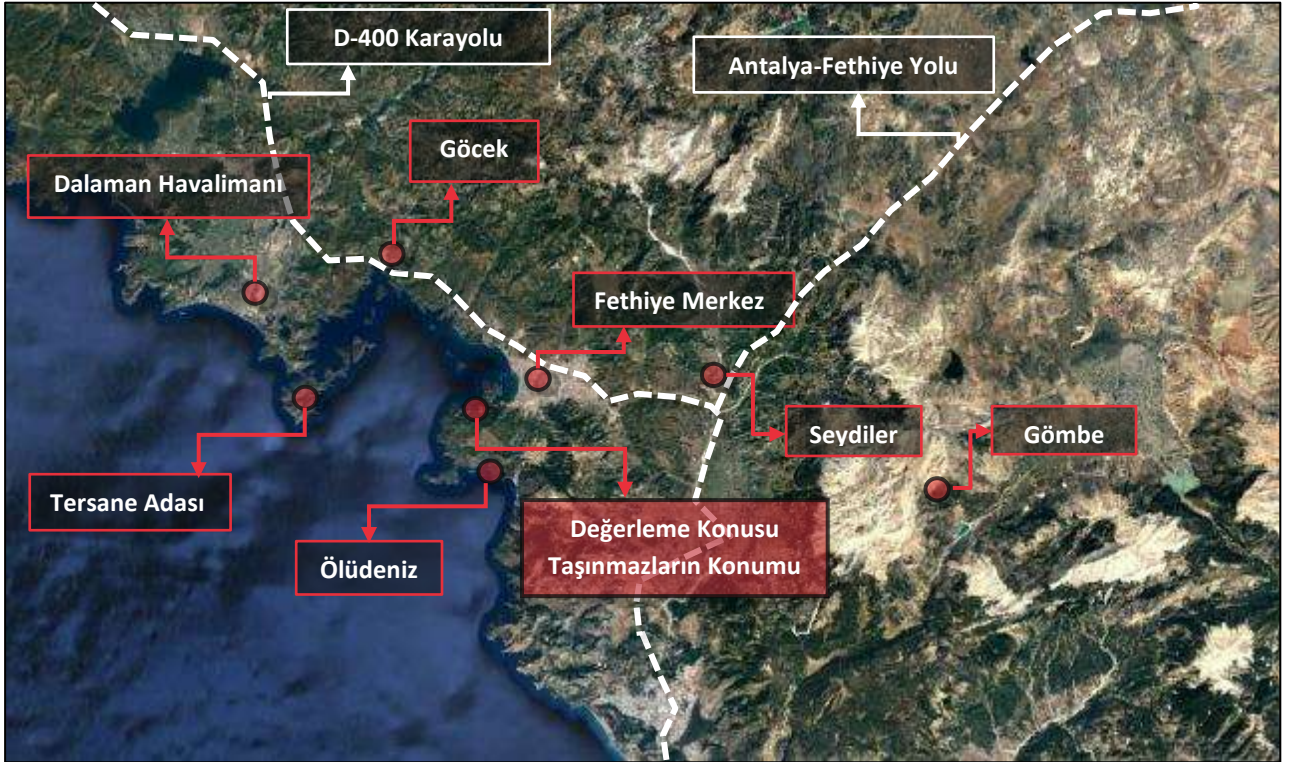 D-400 Karayolu
Antalya-Fethiye Yolu
Göcek
Dalaman Havalimanı
Fethiye Merkez
Seydiler
Gömbe
Tersane Adası
Ölüdeniz
Değerleme Konusu
Taşınmazların Konumu